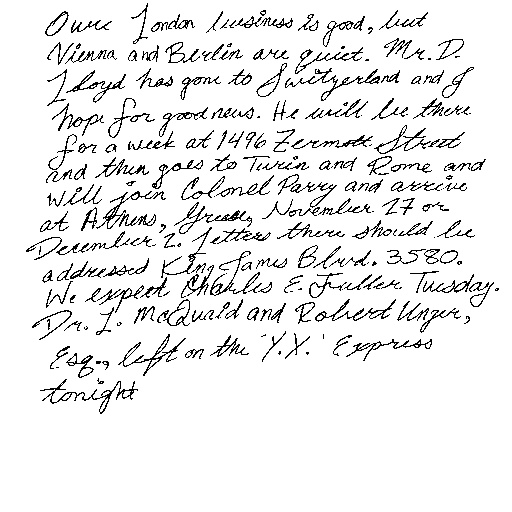 Our London business is good, but
Vienna and Berlin are quiet. Mr. D.
Lloyd has gone to Switzerland and I
hope for good news. He will be there
for a week at 1496 Zermott Street
and then goes to Turin and Rome and
will join Colonel Parry and arrive
at Athens, Greece, November 27 or
December 2. Letters there should be
addressed King James Blvd. 3580.
We expect Charles E. Fuller Tuesday.
Dr. L. McQuaid and Robert Unger,
Esq., left on the 'Y.X.' Express
tonight